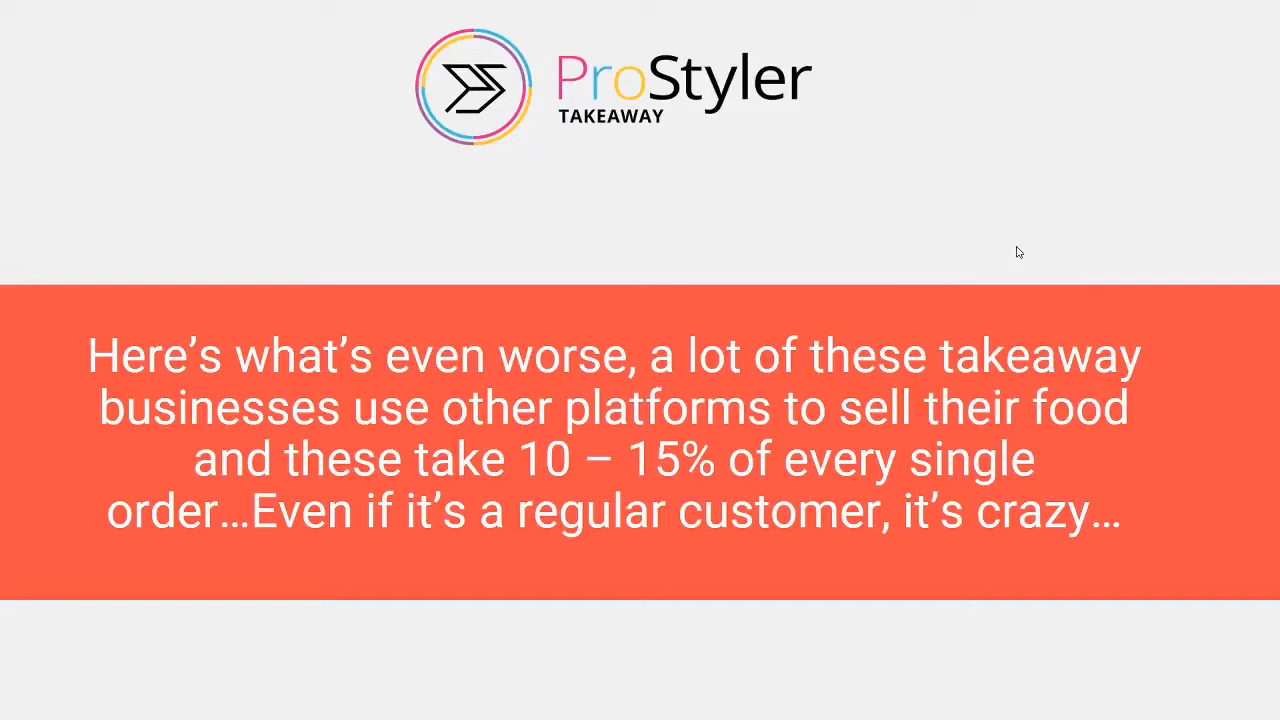 ProStyler
TAKEAWAY
Here’s what’s even worse, a lot of these takeaway
businesses use other platforms to sell their food
and these take 10 – 15% of every single
order…Even if it’s a regular customer, it’s crazy…